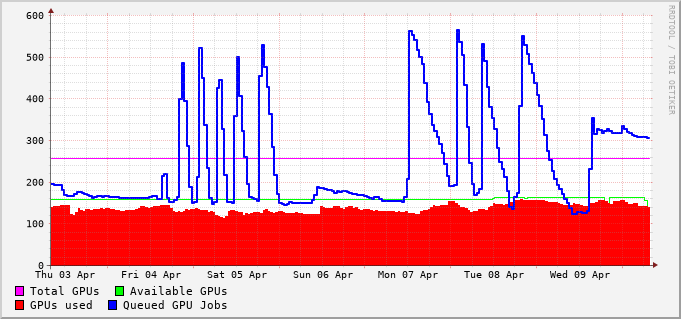 600
500
400
300
200
100
0
Thu 03 Apr Fri 04 Apr Sat 05 Apr Sun 06 Apr Mon 07 Apr Tue 08 Apr Wed 09 Apr
Total GPUs Available GPUs
GPUs used Queued GPU Jobs
RRDTOOL / TOBI OETIKER